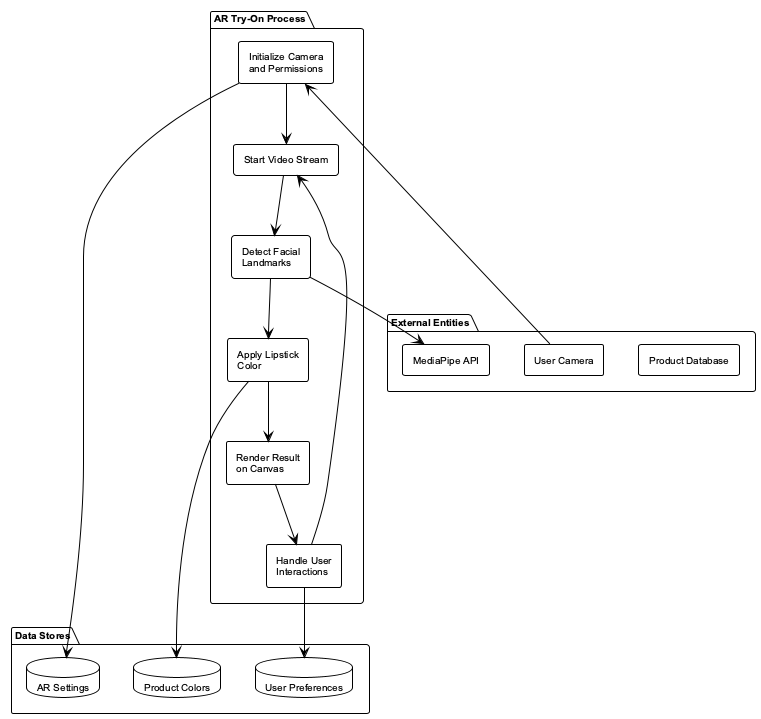 AR Try-On Process
Initialize Camera
and Permissions
Start Video Stream
Detect Facial
Landmarks
External Entities
MediaPipe API
User Camera
Product Database
Apply Lipstick
Color
Render Result
on Canvas
Handle User
Interactions
Data Stores
AR Settings
Product Colors
User Preferences